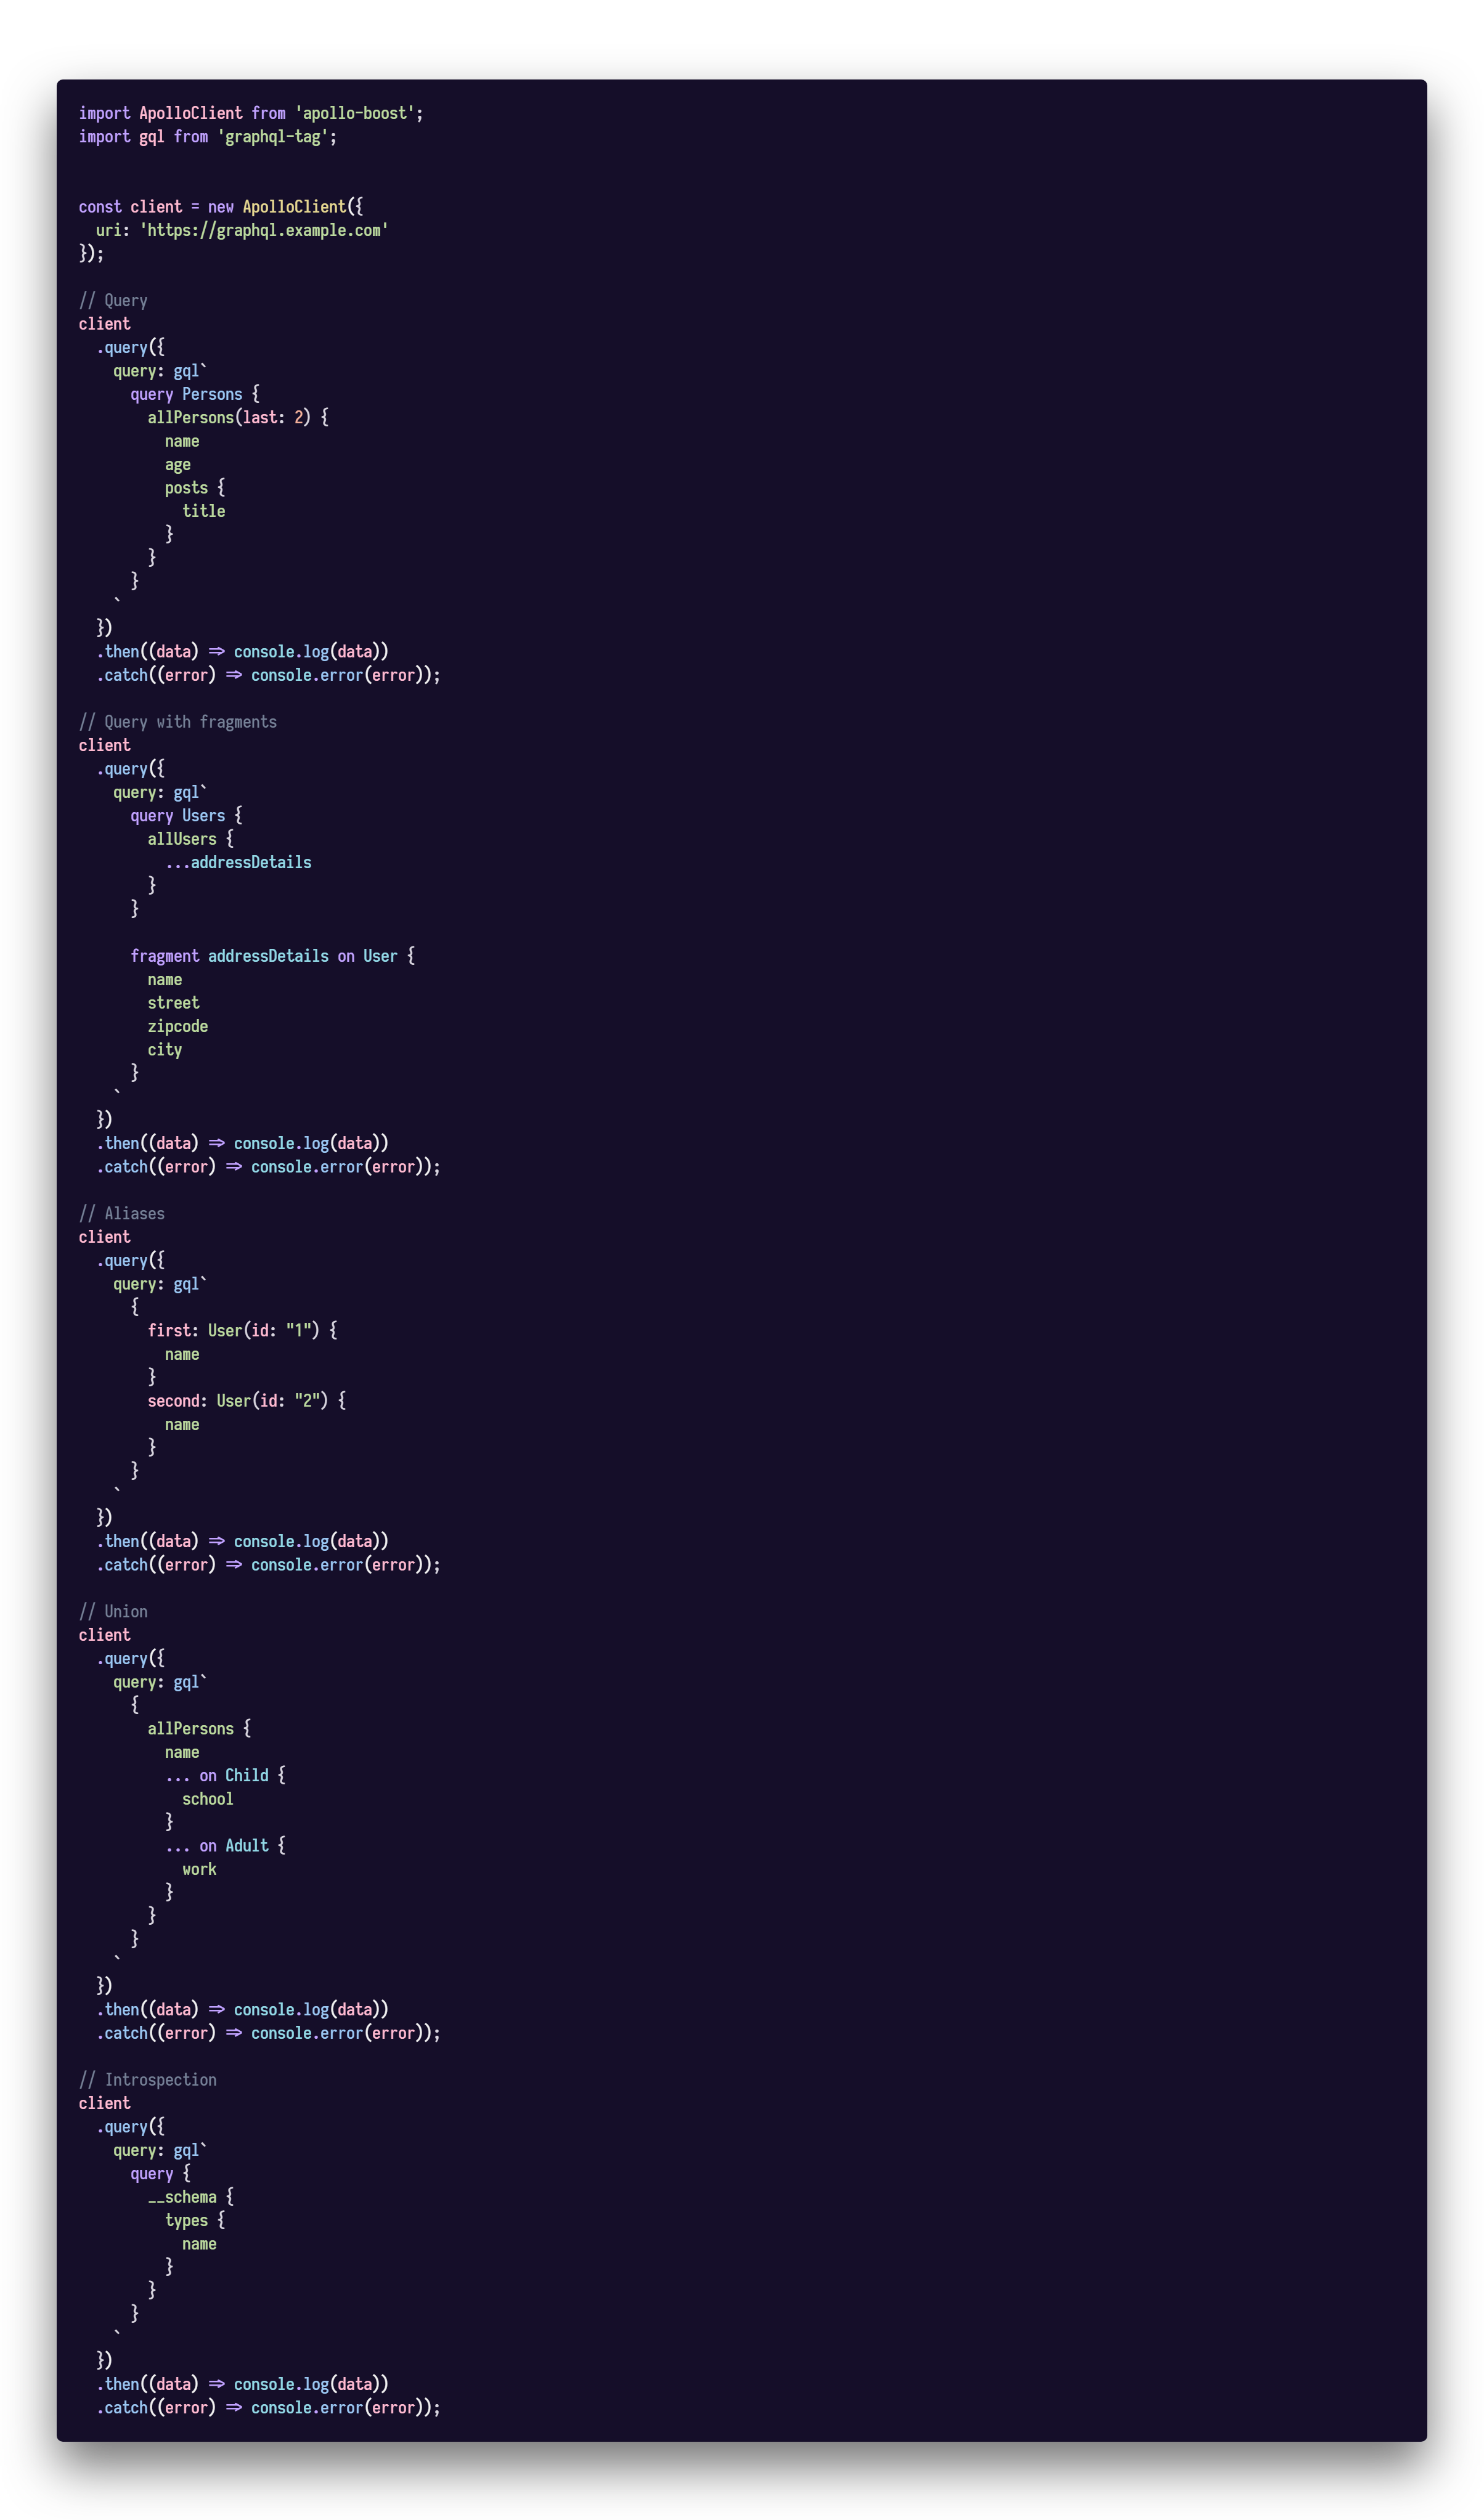 import ApolloClient from 'apollo-boost';
import gql from 'graphql-tag';


const client = new ApolloClient({
  uri: 'https://graphql.example.com'
});

// Query
client
  .query({
    query: gql`
      query Persons {
        allPersons(last: 2) {
          name
          age
          posts {
            title
          }
        }
      }
    `
  })
  .then((data) => console.log(data))
  .catch((error) => console.error(error));

// Query with fragments
client
  .query({
    query: gql`
      query Users {
        allUsers {
          ...addressDetails
        }
      }

      fragment addressDetails on User {
        name
        street
        zipcode
        city
      }
    `
  })
  .then((data) => console.log(data))
  .catch((error) => console.error(error));

// Aliases
client
  .query({
    query: gql`
      {
        first: User(id: "1") {
          name
        }
        second: User(id: "2") {
          name
        }
      }
    `
  })
  .then((data) => console.log(data))
  .catch((error) => console.error(error));

// Union
client
  .query({
    query: gql`
      {
        allPersons {
          name
          ... on Child {
            school
          }
          ... on Adult {
            work
          }
        }
      }
    `
  })
  .then((data) => console.log(data))
  .catch((error) => console.error(error));

// Introspection
client
  .query({
    query: gql`
      query {
        __schema {
          types {
            name
          }
        }
      }
    `
  })
  .then((data) => console.log(data))
  .catch((error) => console.error(error));